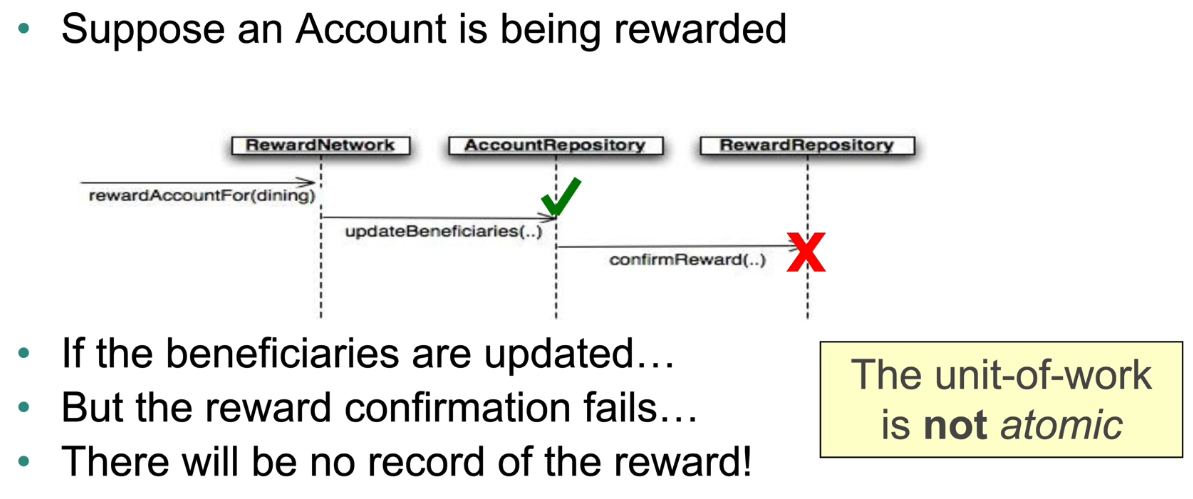 • Suppose an Account is being rewarded
RewardNetwork AccountRepository RewardRepository
rewardAccountFor(dining)
updateBeneficiaries(..)
confirmReward(..)
X
• If the beneficiaries are updated…
• But the reward confirmation fails…
• There will be no record of the reward!
The unit-of-work
is not atomic